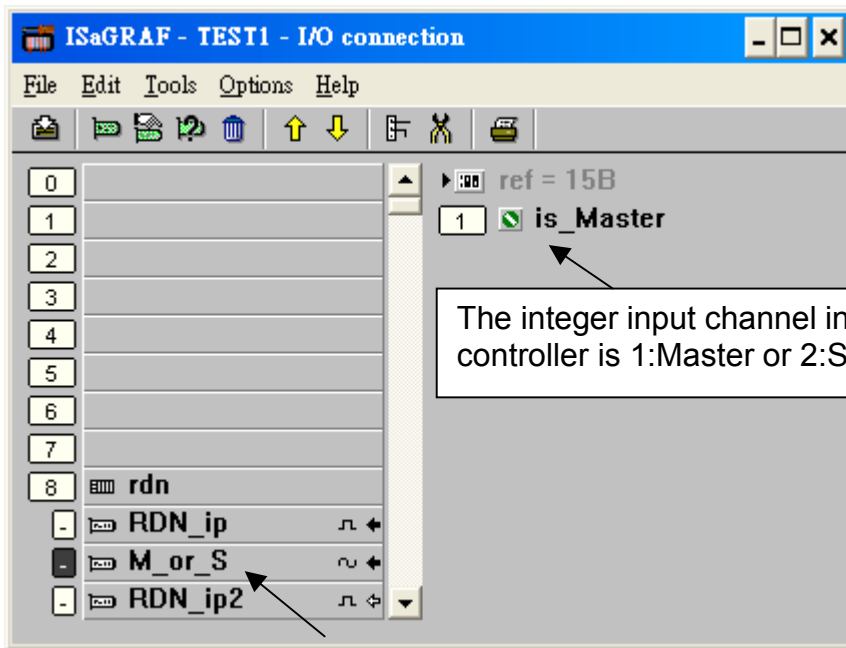 ISaGRAF - TEST1 - I/O connection
File Edit Tools Options Help
0
1
2
3
4
5
6
7
8 rdn
- RDN_ip
- M_or_S
- RDN_ip2
ref = 15B
1 is_Master
The integer input channel in
controller is 1:Master or 2:S